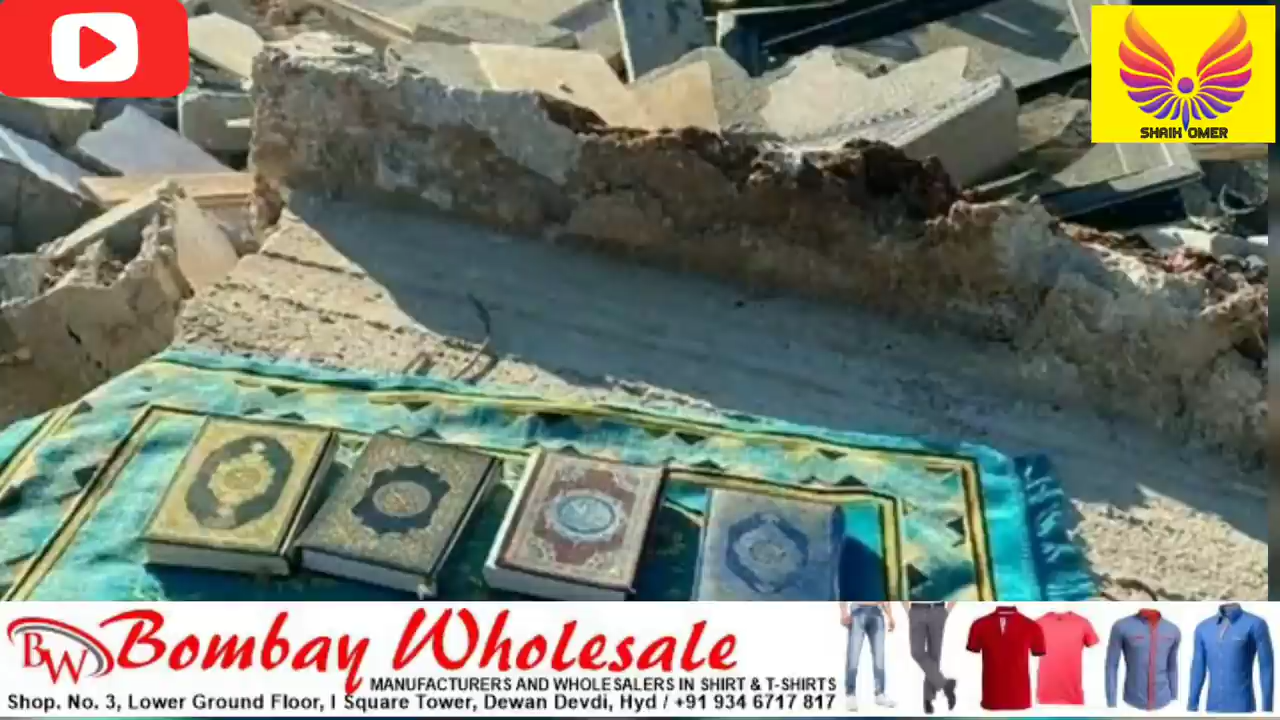 SHAIK OMER
BW
Bombay Wholesale
MANUFACTURERS AND WHOLESALERS IN SHIRT & T-SHIRTS
Shop. No. 3, Lower Ground Floor, I Square Tower, Dewan Devdi, Hyd / +91 934 6717 817